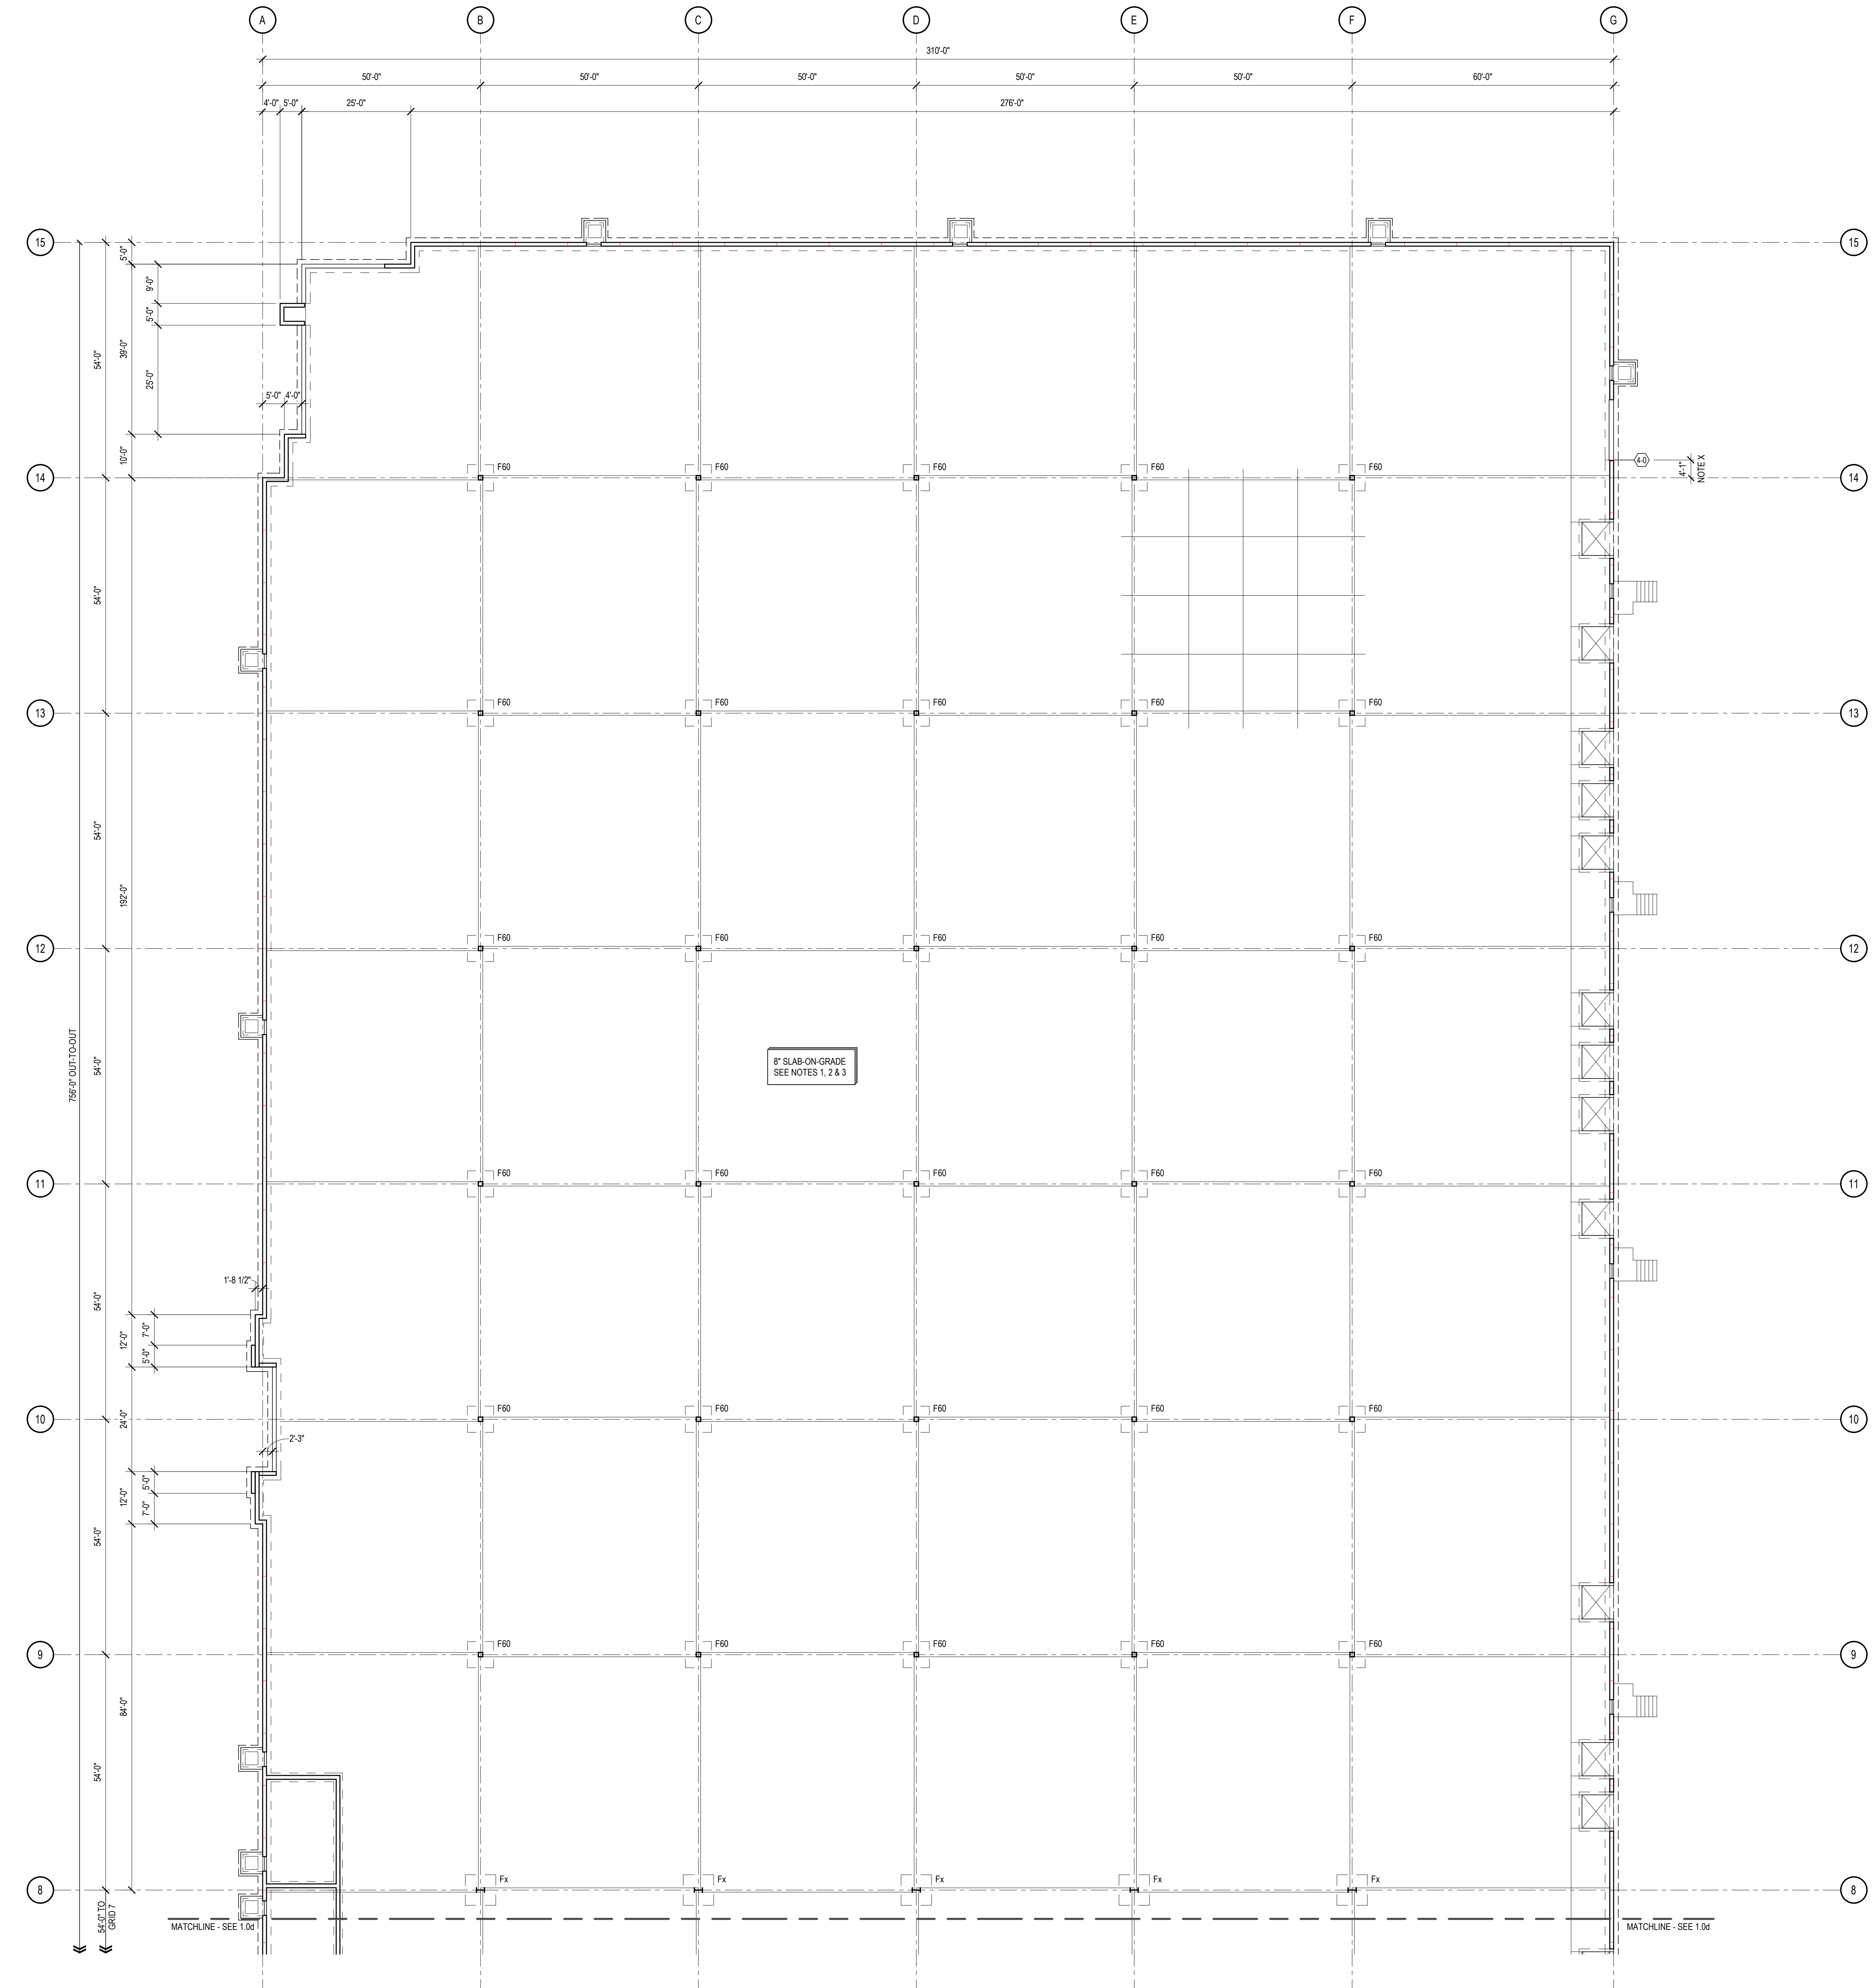 A B C D E F G
310'-0"
50'-0" 50'-0" 50'-0" 50'-0" 50'-0" 60'-0"
4'-0" 5'-0" 25'-0" 276'-0"
15 15
5'-0"
9'-0"
5'-0"
54'-0" 39'-0"
25'-0"
5'-0" 4'-0"
10'-0"
4-0
4'-1"
NOTE X
F60 F60 F60 F60 F60
14 14
54'-0"
F60 F60 F60 F60 F60
13 13
54'-0"
192'-0"
F60 F60 F60 F60 F60
12 12
756'-0" OUT-TO-OUT
54'-0"
8" SLAB-ON-GRADE
SEE NOTES 1, 2 & 3
F60 F60 F60 F60 F60
11 11
1'-8 1/2"
54'-0"
12'-0" 7'-0"
5'-0"
F60 F60 F60 F60 F60
10 10
24'-0"
2'-3"
5'-0"
12'-0"
7'-0"
54'-0"
F60 F60 F60 F60 F60
9 9
84'-0"
54'-0"
Fx Fx Fx Fx Fx
8 8
54'-0" TO
GRID 7
MATCHLINE - SEE 1.0d MATCHLINE - SEE 1.0d